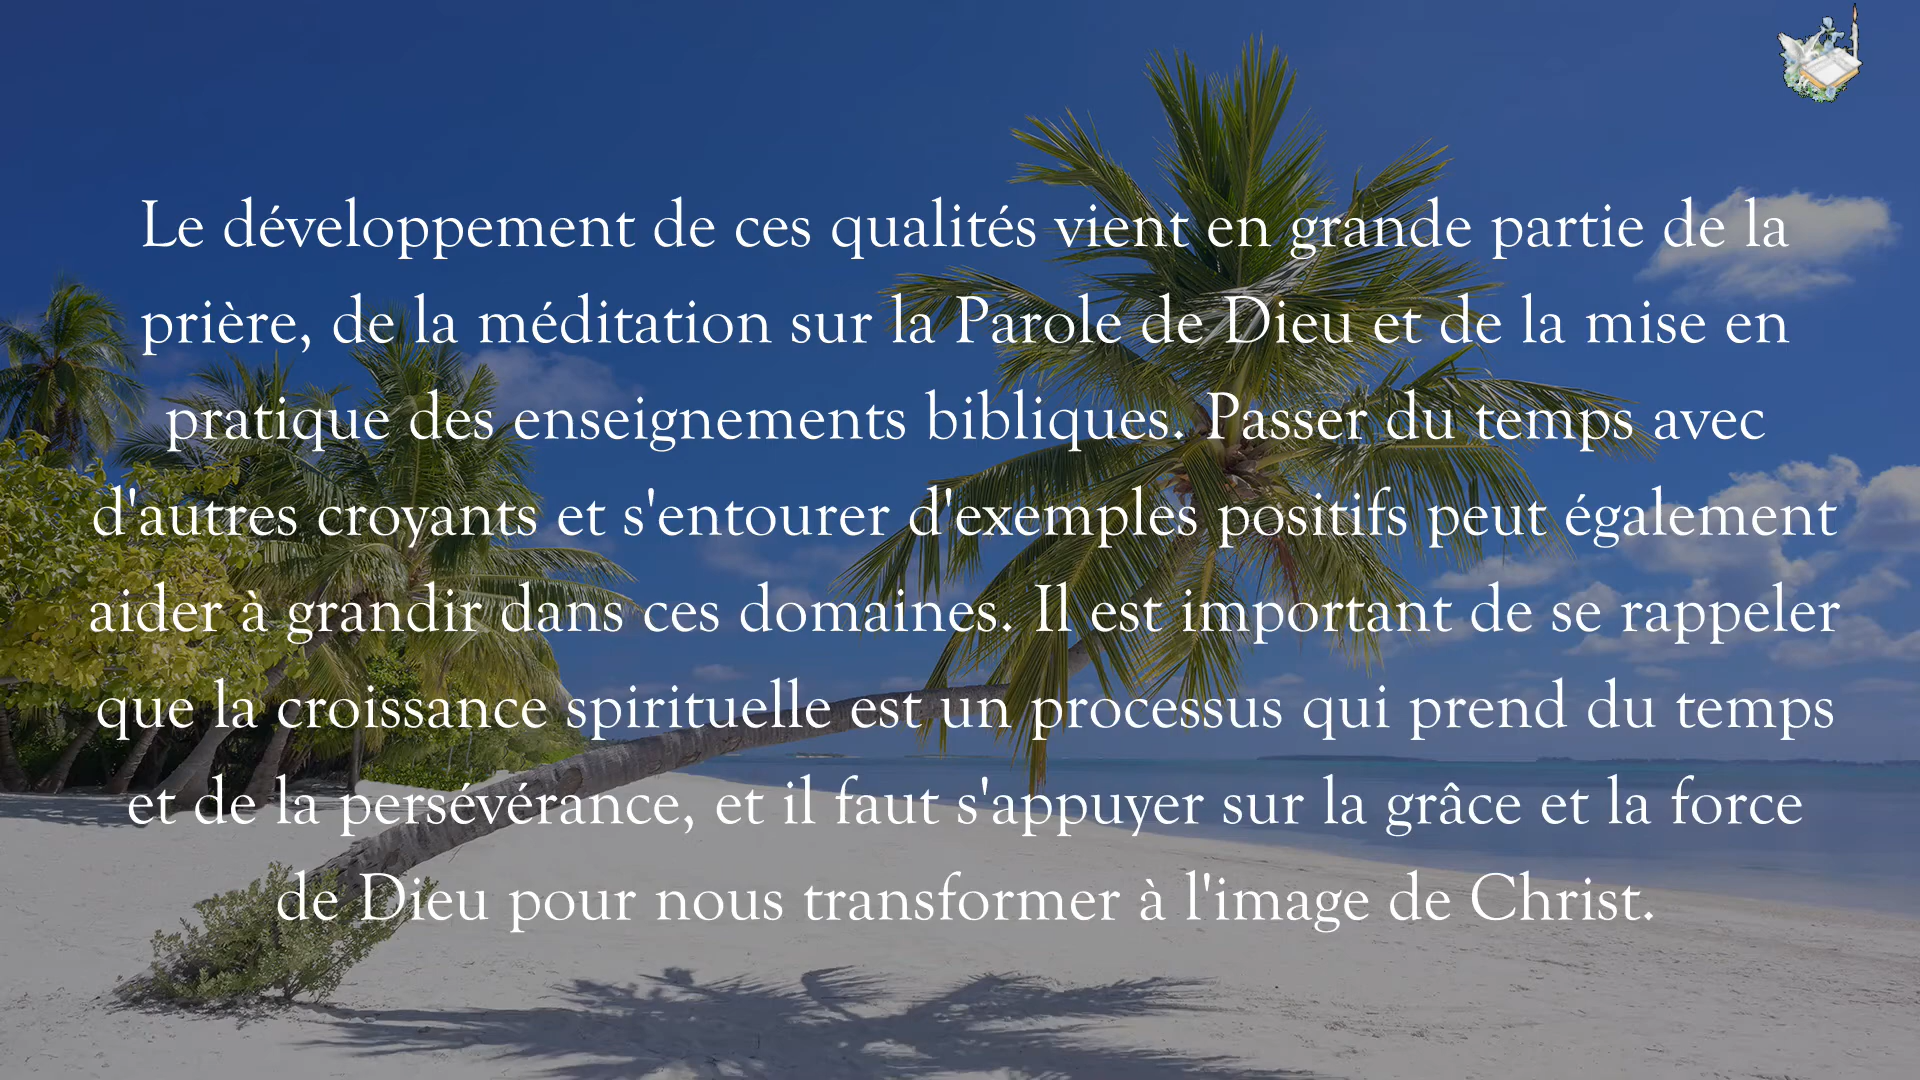 Le développement de ces qualités vient en grande partie de la
prière, de la méditation sur la Parole de Dieu et de la mise en
pratique des enseignements bibliques. Passer du temps avec
d'autres croyants et s'entourer d'exemples positifs peut également
aider à grandir dans ces domaines. Il est important de se rappeler
que la croissance spirituelle est un processus qui prend du temps
et de la persévérance, et il faut s'appuyer sur la grâce et la force
de Dieu pour nous transformer à l'image de Christ.